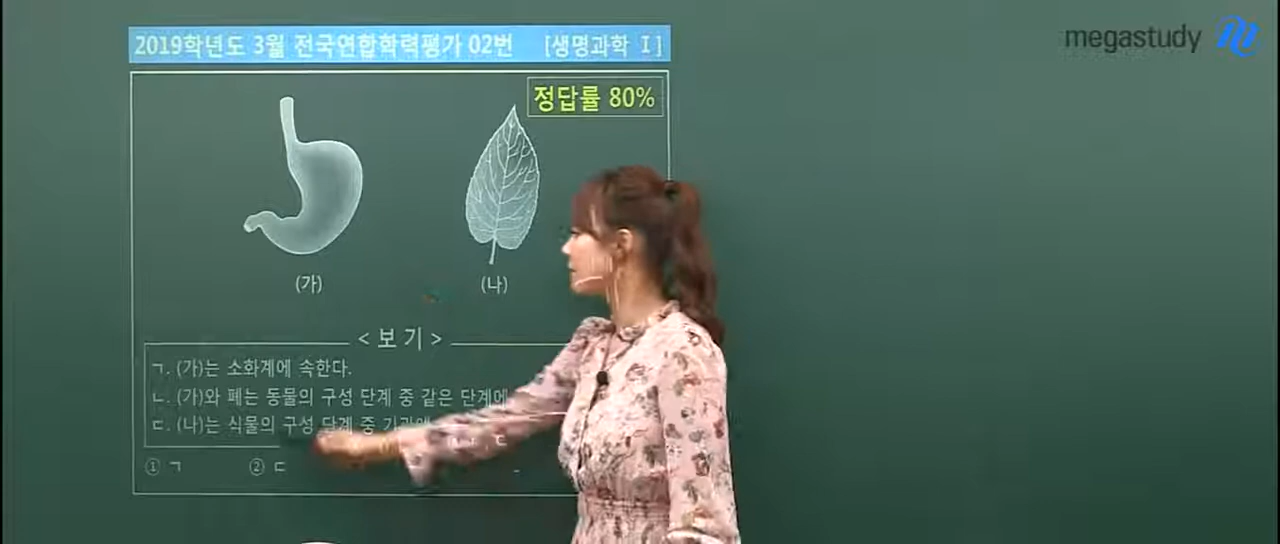 2019학년도 3월 전국연합학력평가 02번 [생명과학 Ⅰ]
megastudy
정답률 80%
(가) (나)
< 보 기 >
ㄱ. (가)는 소화계에 속한다.
ㄴ. (가)와 폐는 동물의 구성 단계 중 같은 단계에
ㄷ. (나)는 식물의 구성 단계 중 기관에
① ㄱ ② ㄷ